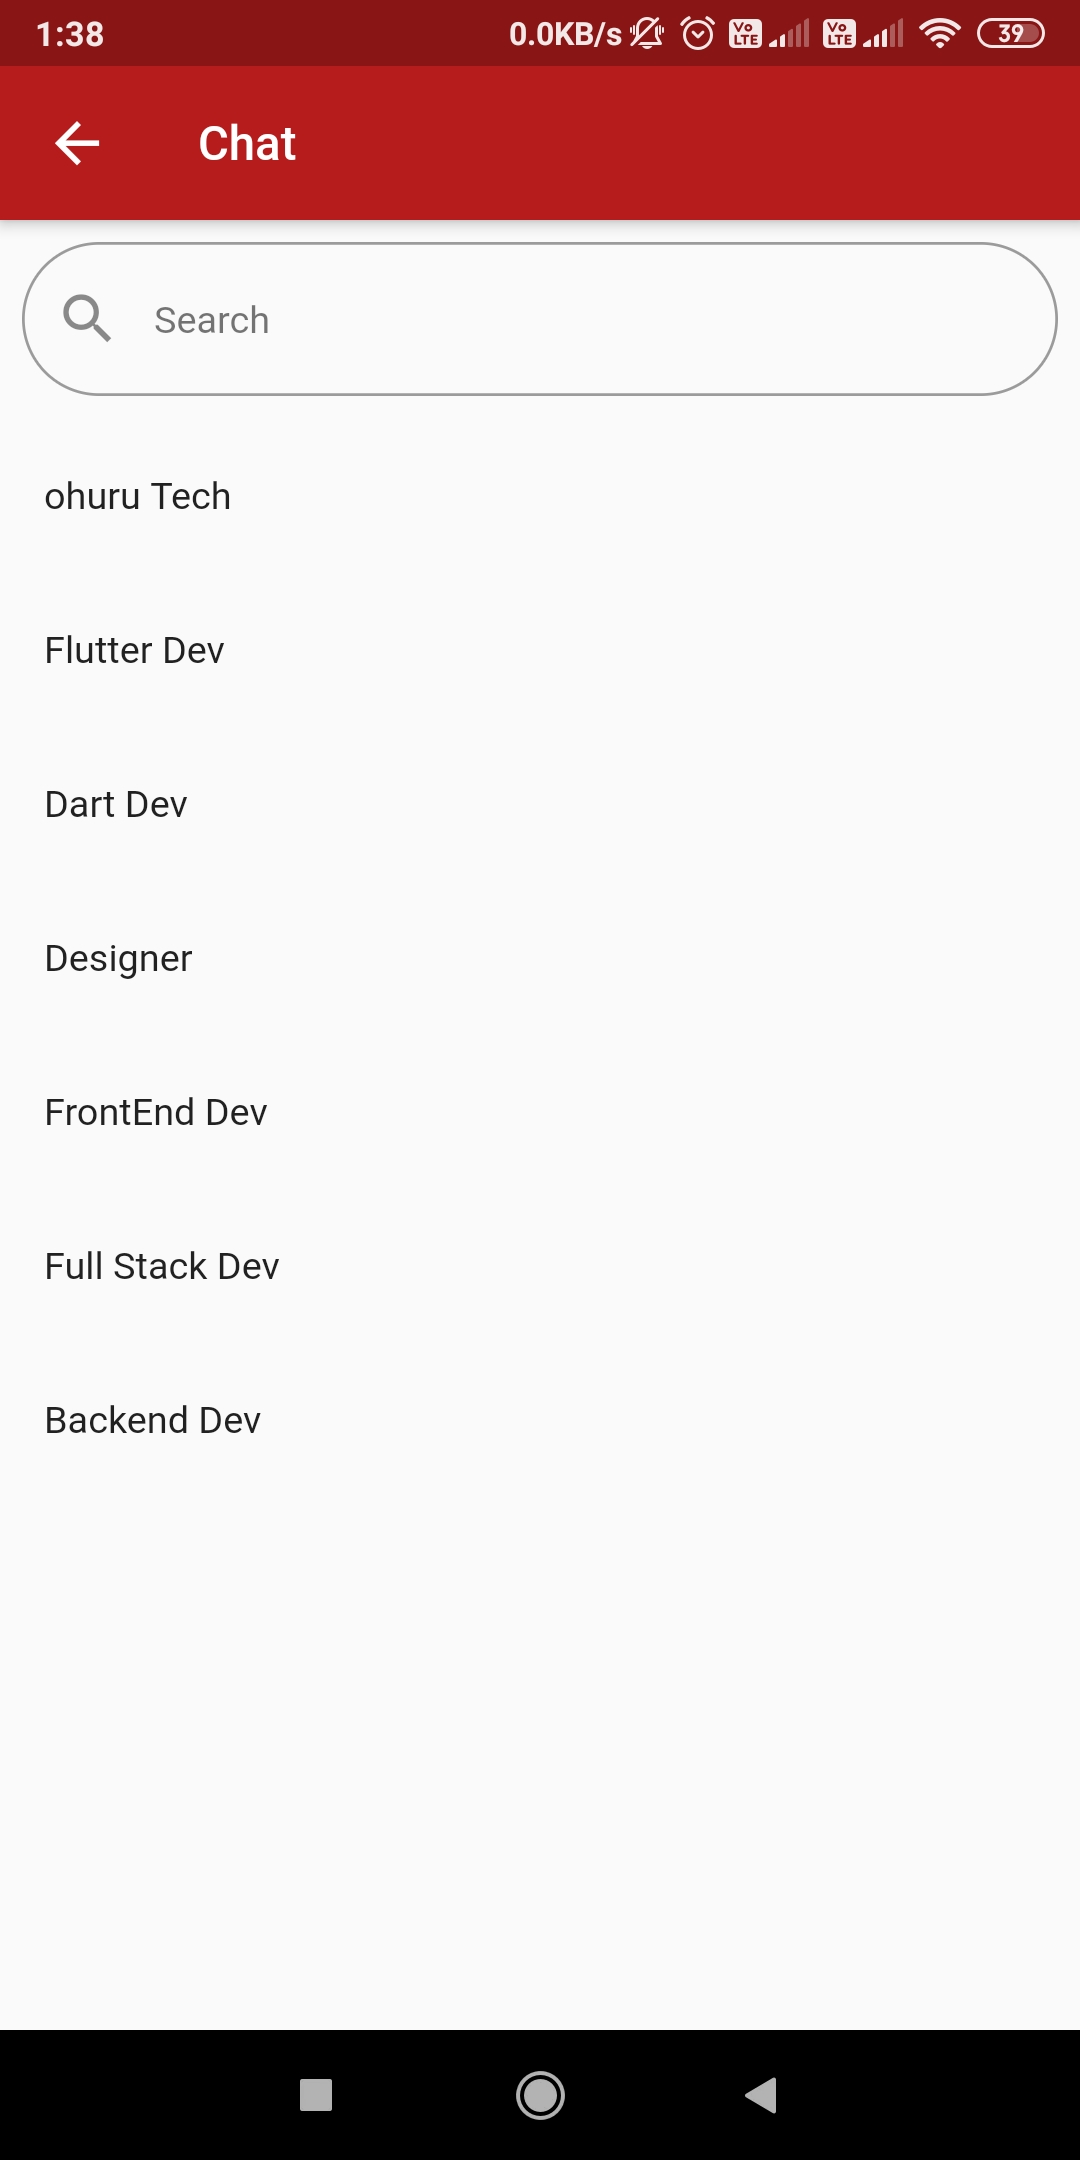 1:38
0.0KB/s
Vo LTE
Vo LTE
39
Chat
Search
ohuru Tech
Flutter Dev
Dart Dev
Designer
FrontEnd Dev
Full Stack Dev
Backend Dev